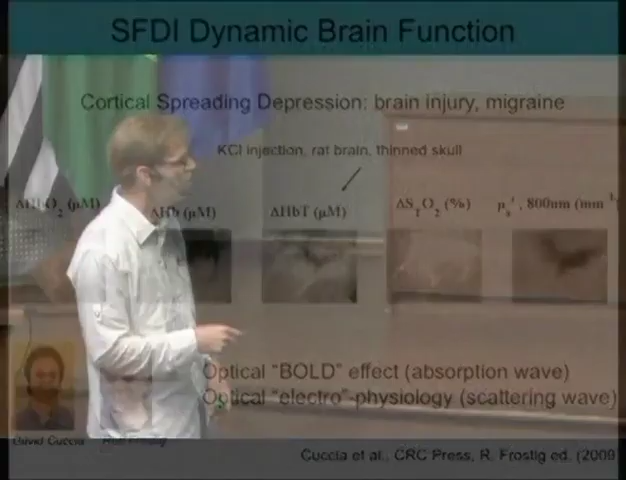 SFDI Dynamic Brain Function
Cortical Spreading Depression: brain injury, migraine
KCl injection, rat brain, thinned skull
ΔHbO₂ (μM)
ΔHb (μM)
ΔHbT (μM)
ΔSₜO₂ (%)
μₛ', 800nm (mm⁻¹
Optical “BOLD” effect (absorption wave)
Optical “electro”-physiology (scattering wave)
David Cuccia
Ron Frostig
Cuccia et al., CRC Press, R. Frostig ed. (2009